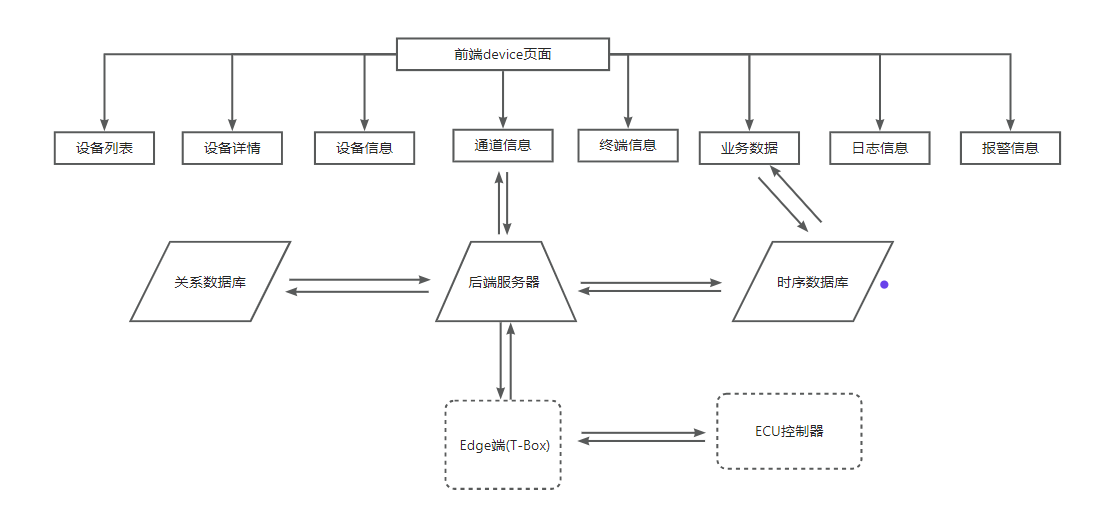 前端device页面
设备列表
设备详情
设备信息
通道信息
终端信息
业务数据
日志信息
报警信息
关系数据库
后端服务器
时序数据库
Edge端(T-Box)
ECU控制器